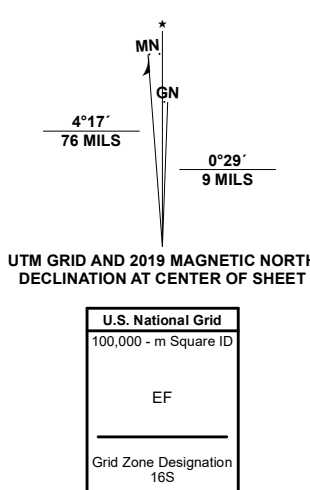 MN
GN
4°17´
76 MILS
0°29´
9 MILS
UTM GRID AND 2019 MAGNETIC NORTH
DECLINATION AT CENTER OF SHEET
U.S. National Grid
100,000 - m Square ID
EF
Grid Zone Designation
16S